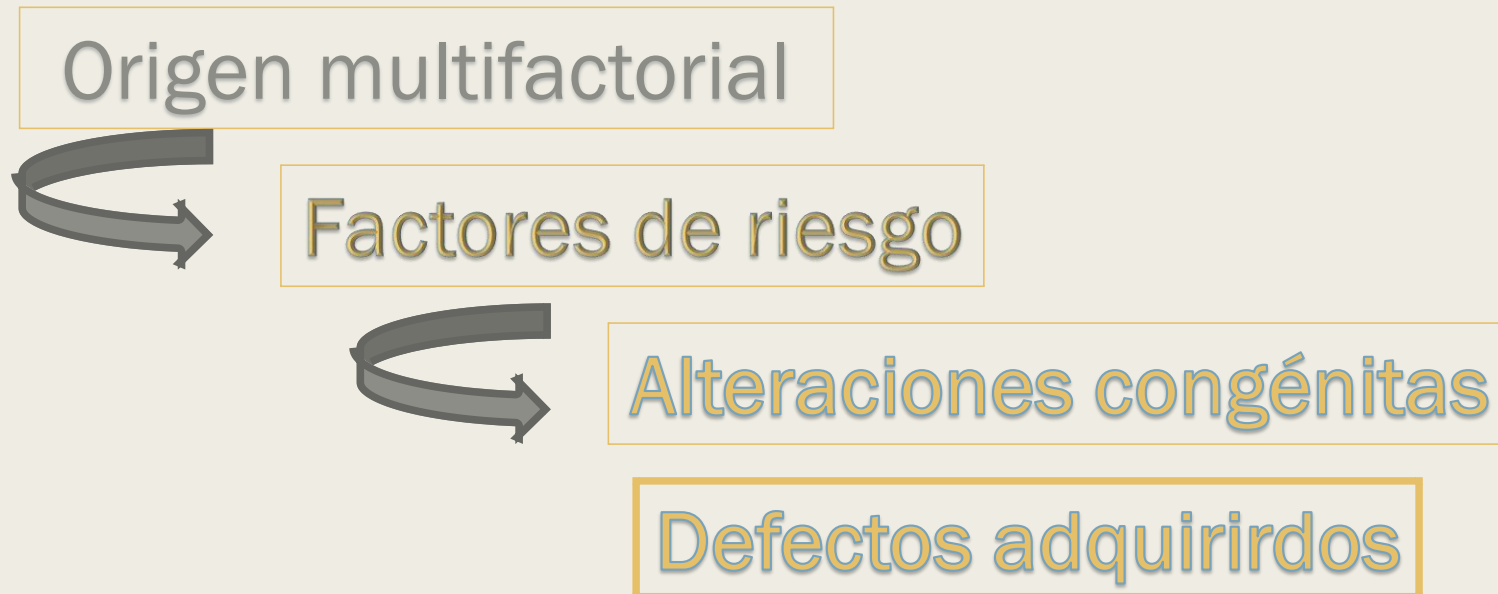 Origen multifactorial
Factores de riesgo
Alteraciones congénitas
Defectos adquirirdos